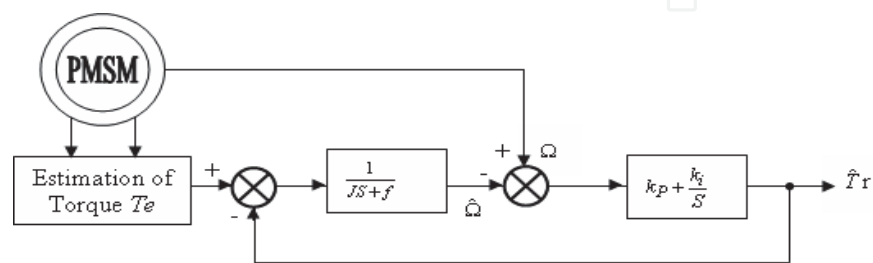 PMSM
Estimation of
Torque Te
+
-
1
JS+f
Ω̂
-
+
Ω
kP + ki
S
T̂r